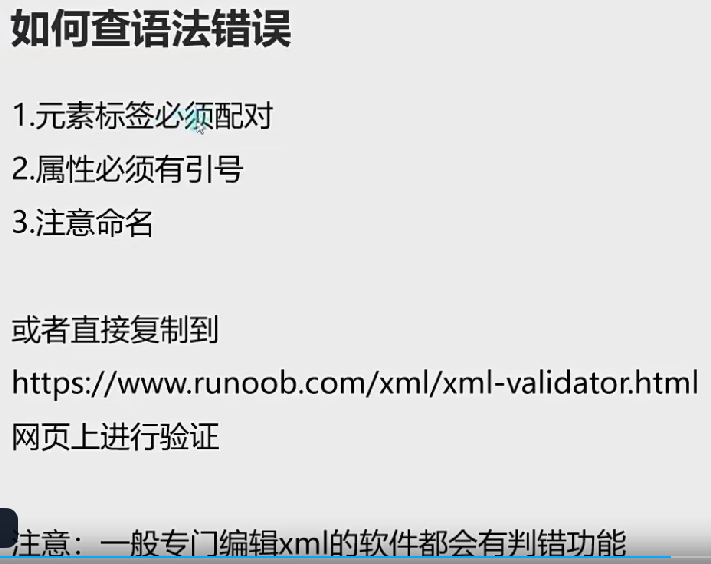 如何查语法错误
1.元素标签必须配对
2.属性必须有引号
3.注意命名
或者直接复制到
https://www.runoob.com/xml/xml-validator.html
网页上进行验证
注意：一般专门编辑xml的软件都会有判错功能